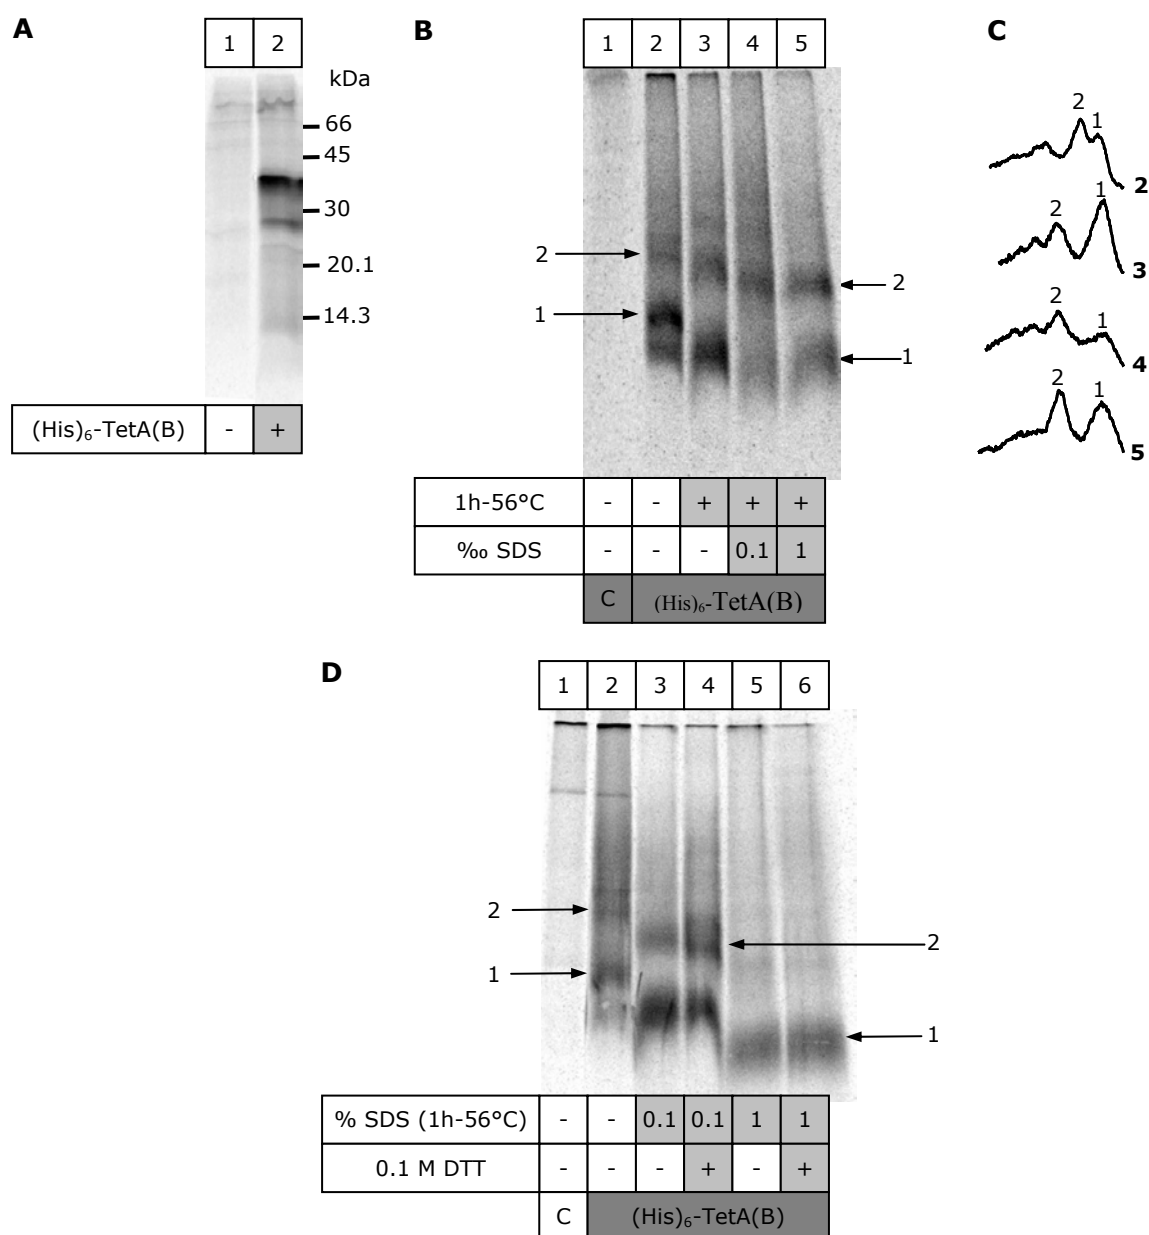 A
1 2
kDa
66
45
30
20.1
14.3
(His)₆-TetA(B) - +
B
1 2 3 4 5
2
1
2
1
1h-56°C - - + + +
‰ SDS - - - 0.1 1
C (His)₆-TetA(B)
C
2 1
2
2 1
3
2 1
4
2 1
5
D
1 2 3 4 5 6
2
1
2
1
% SDS (1h-56°C) - - 0.1 0.1 1 1
0.1 M DTT - - - + - +
C (His)₆-TetA(B)